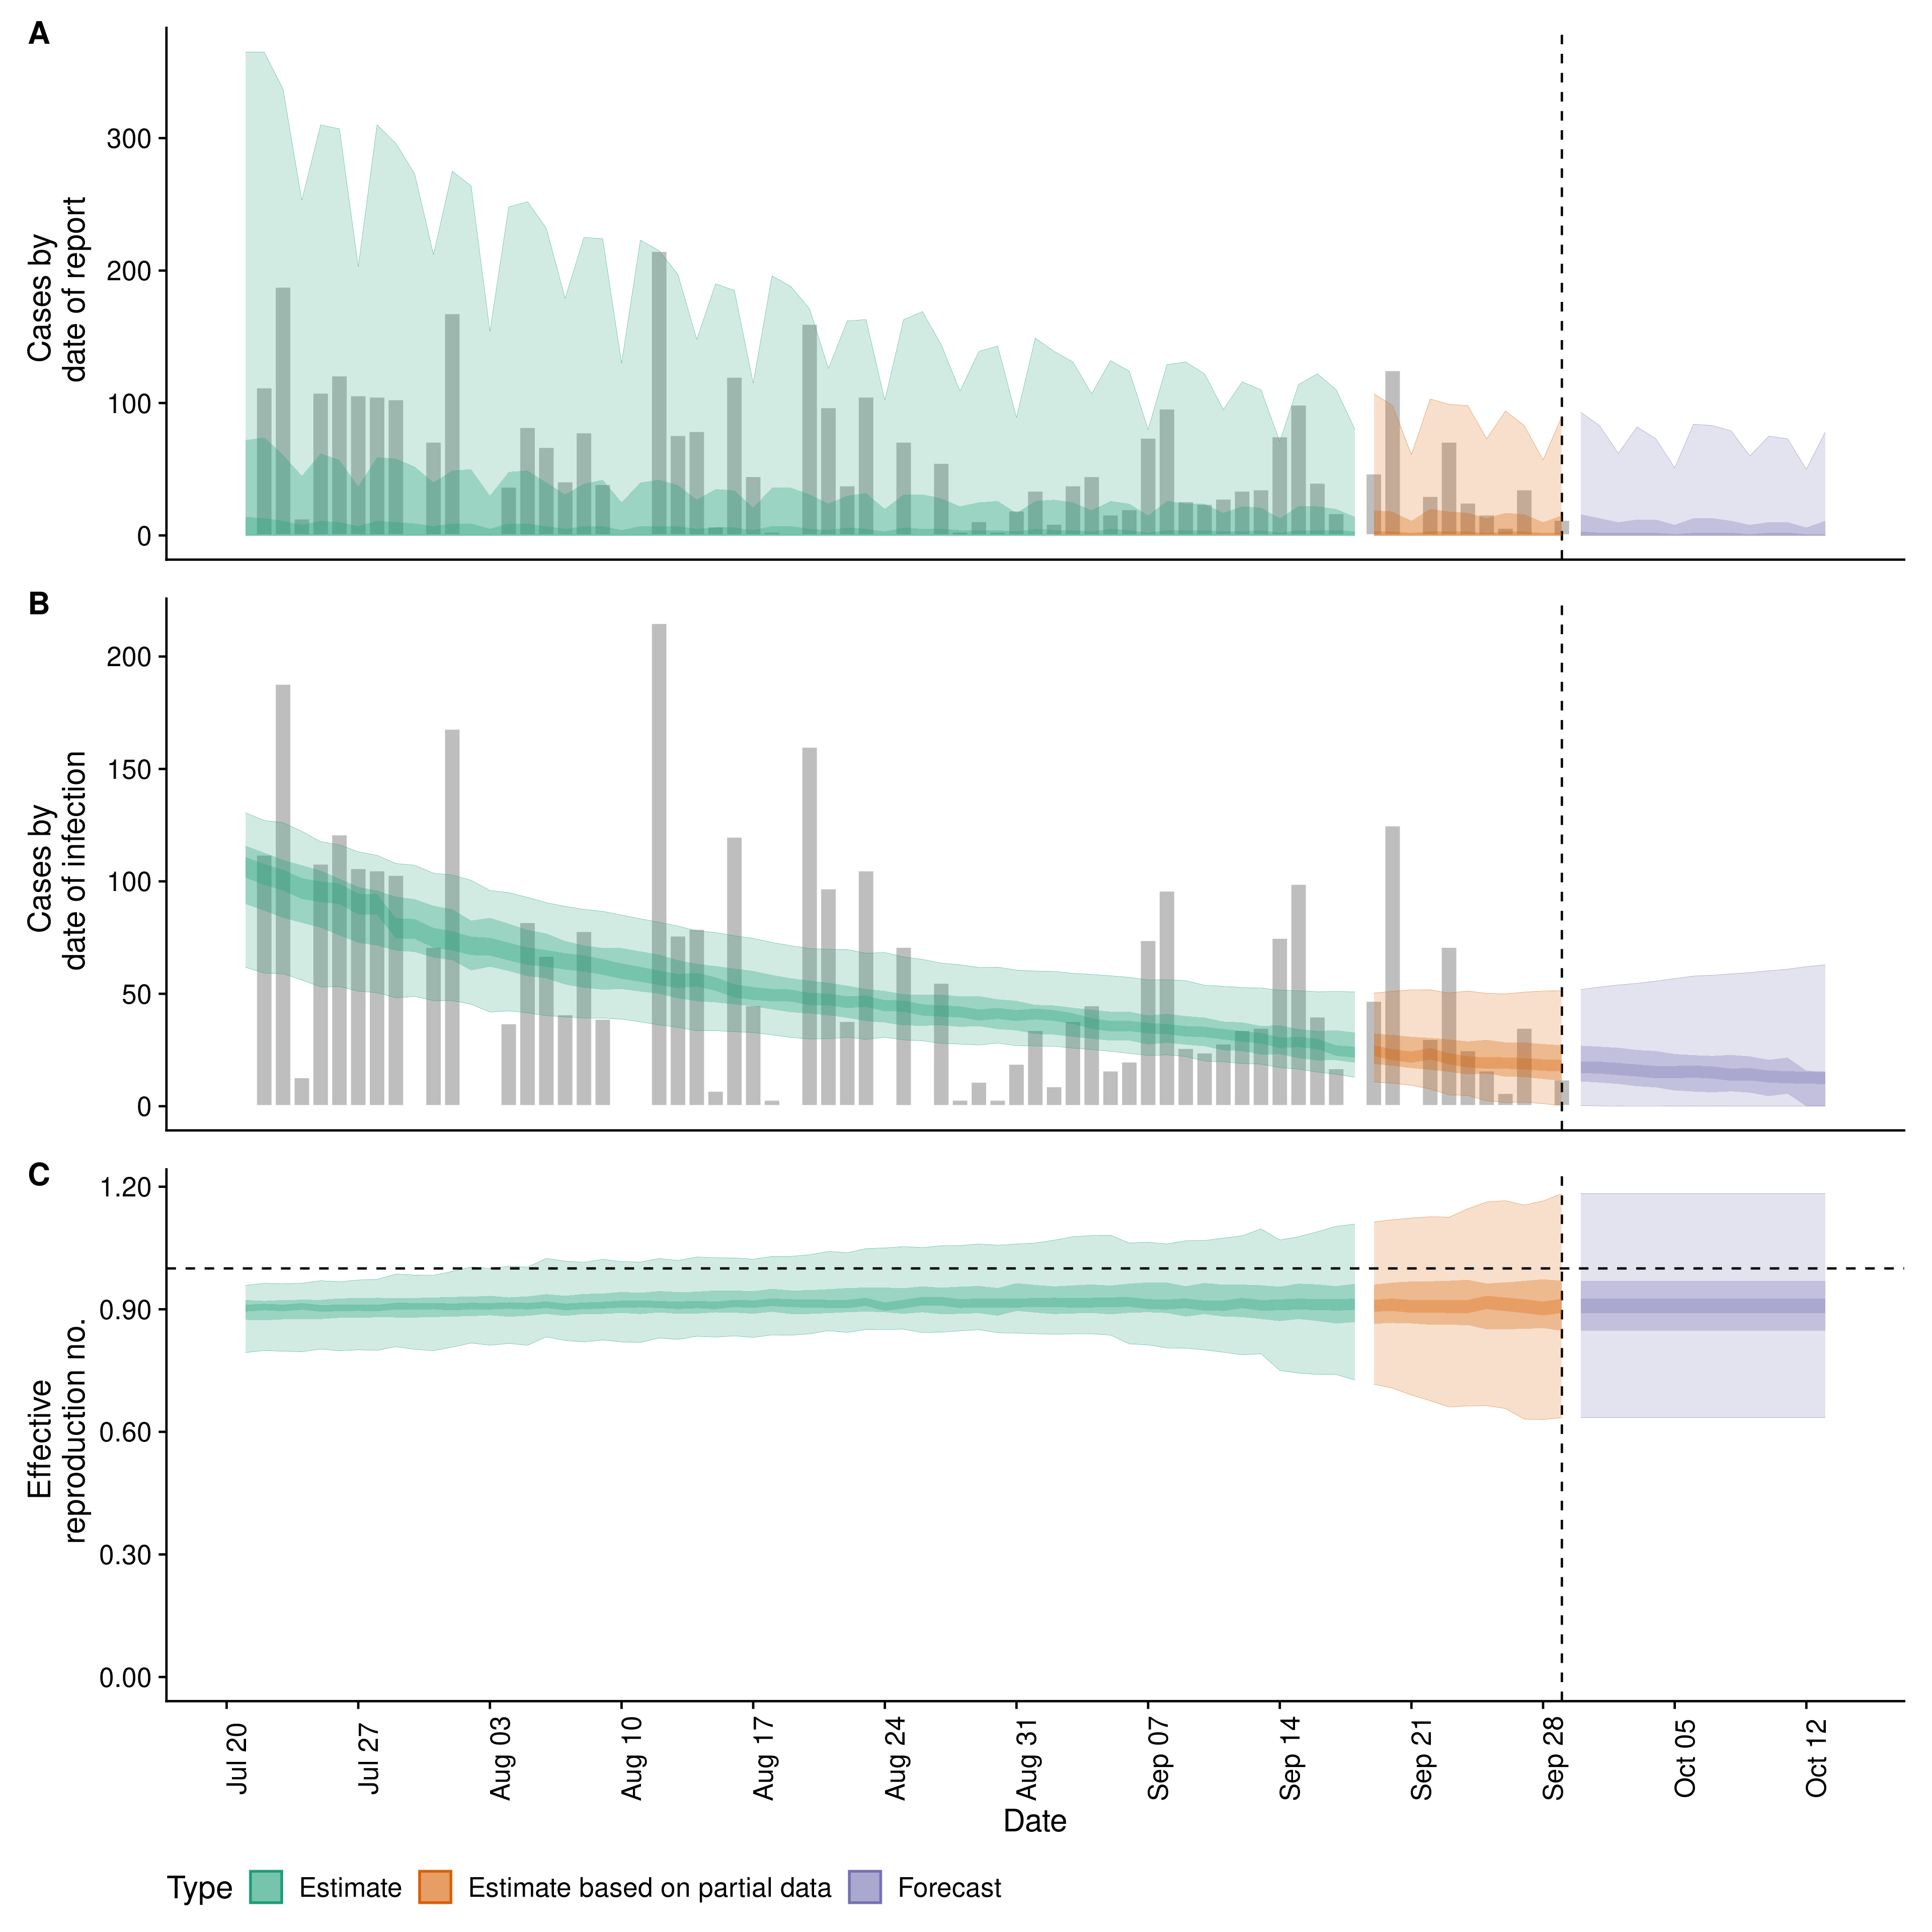 A
Cases by
date of report
300
200
100
0
B
Cases by
date of infection
200
150
100
50
0
C
Effective
reproduction no.
1.20
0.90
0.60
0.30
0.00
Jul 20
Jul 27
Aug 03
Aug 10
Aug 17
Aug 24
Aug 31
Sep 07
Sep 14
Sep 21
Sep 28
Oct 05
Oct 12
Date
Type
Estimate
Estimate based on partial data
Forecast